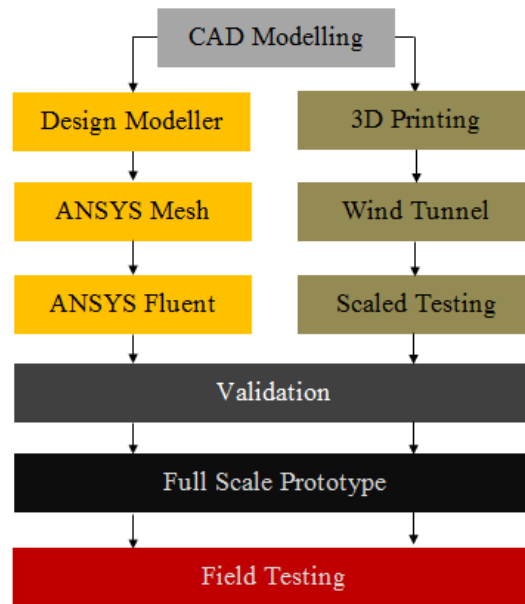 CAD Modelling
Design Modeller
3D Printing
ANSYS Mesh
Wind Tunnel
ANSYS Fluent
Scaled Testing
Validation
Full Scale Prototype
Field Testing